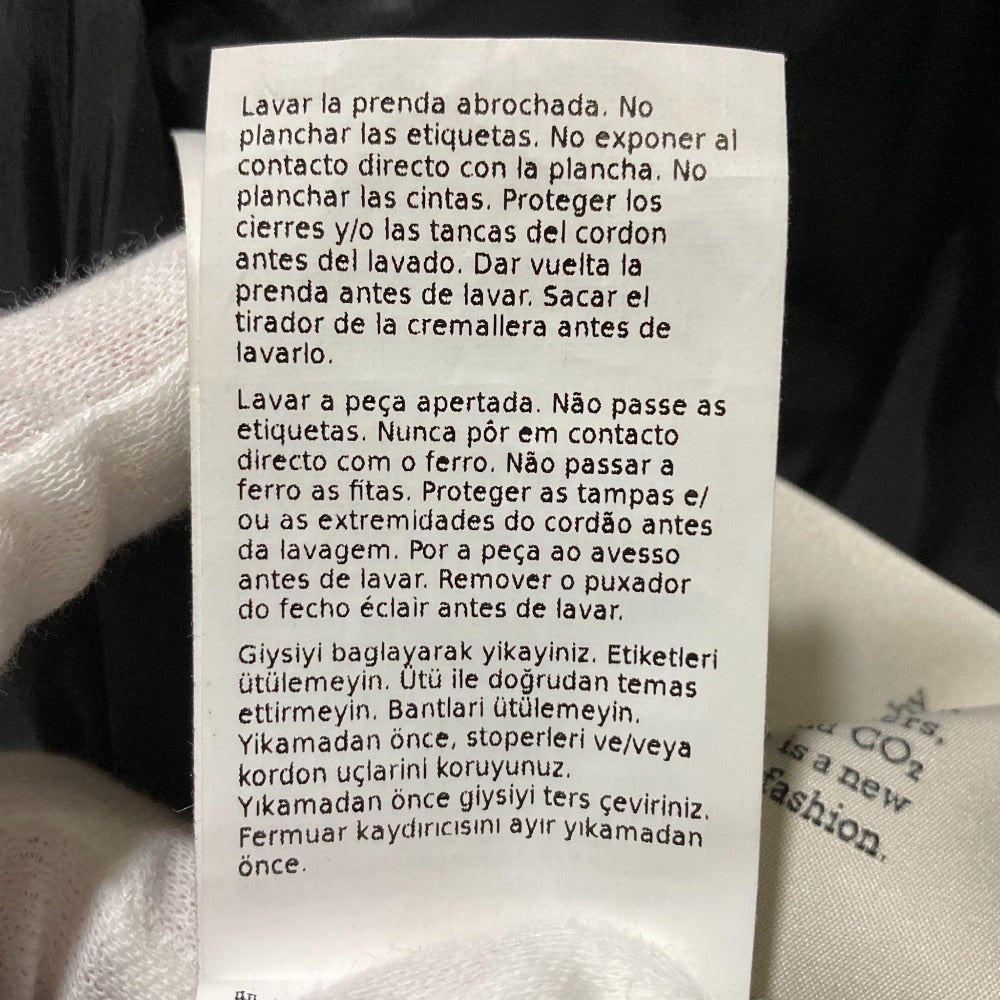 Lavar la prenda abrochada. No
planchar las etiquetas. No exponer al
contacto directo con la plancha. No
planchar las cintas. Proteger los
cierres y/o las tancas del cordon
antes del lavado. Dar vuelta la
prenda antes de lavar. Sacar el
tirador de la cremallera antes de
lavarlo.
Lavar a peça apertada. Não passe as
etiquetas. Nunca pôr em contacto
directo com o ferro. Não passar a
ferro as fitas. Proteger as tampas e/
ou as extremidades do cordão antes
da lavagem. Por a peça ao avesso
antes de lavar. Remover o puxador
do fecho éclair antes de lavar.
Giysiyi baglayarak yikayiniz. Etiketleri
ütülemeyin. Ütü ile doğrudan temas
ettirmeyin. Bantlari ütülemeyin.
Yikamadan önce, stoperleri ve/veya
kordon uçlarini koruyunuz.
Yıkamadan önce giysiyi ters çeviriniz.
Fermuar kaydırıcısını ayır yıkamadan
önce.
CO₂
is a new
fashion.